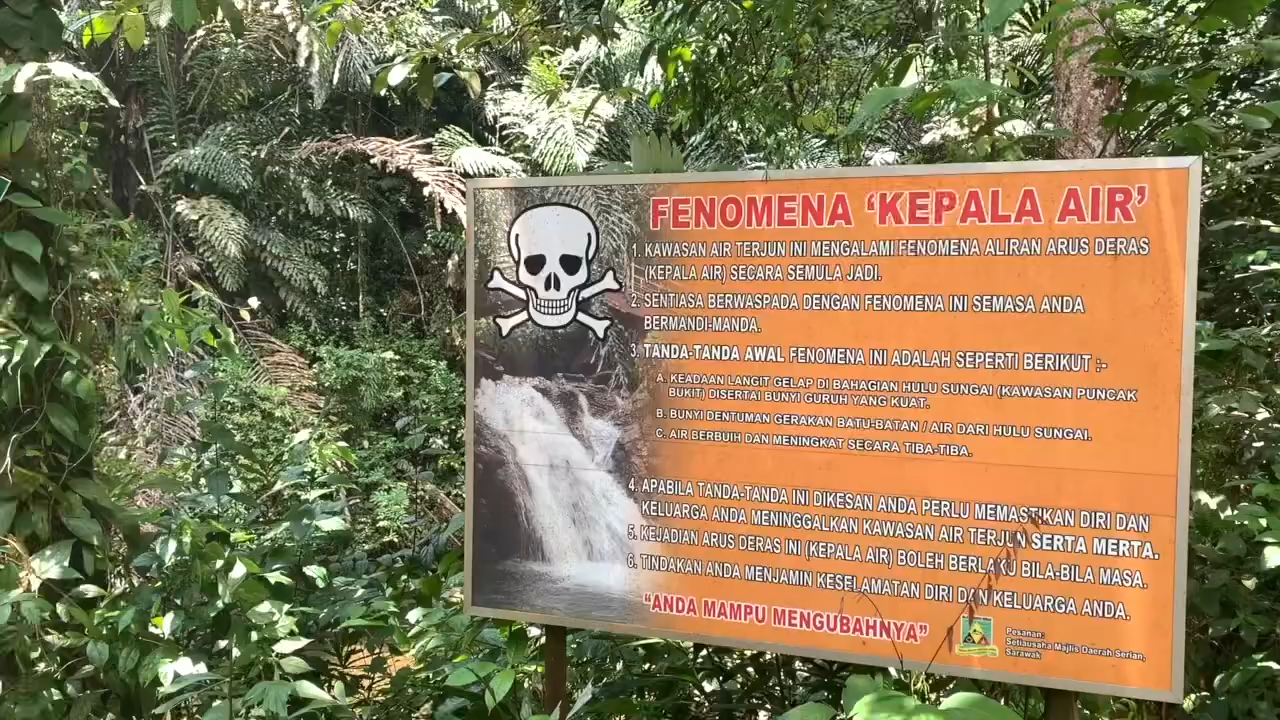 FENOMENA 'KEPALA AIR'
1. KAWASAN AIR TERJUN INI MENGALAMI FENOMENA ALIRAN ARUS DERAS
(KEPALA AIR) SECARA SEMULA JADI.
2. SENTIASA BERWASPADA DENGAN FENOMENA INI SEMASA ANDA
BERMANDI-MANDA.
3. TANDA-TANDA AWAL FENOMENA INI ADALAH SEPERTI BERIKUT :-
A. KEADAAN LANGIT GELAP DI BAHAGIAN HULU SUNGAI (KAWASAN PUNCAK
BUKIT) DISERTAI BUNYI GURUH YANG KUAT.
B. BUNYI DENTUMAN GERAKAN BATU-BATAN / AIR DARI HULU SUNGAI.
C. AIR BERBUIH DAN MENINGKAT SECARA TIBA-TIBA.
4. APABILA TANDA-TANDA INI DIKESAN ANDA PERLU MEMASTIKAN DIRI DAN
KELUARGA ANDA MENINGGALKAN KAWASAN AIR TERJUN SERTA MERTA.
5. KEJADIAN ARUS DERAS INI (KEPALA AIR) BOLEH BERLAKU BILA-BILA MASA.
6. TINDAKAN ANDA MENJAMIN KESELAMATAN DIRI DAN KELUARGA ANDA.
"ANDA MAMPU MENGUBAHNYA"
Pesanan:
Setiausaha Majlis Daerah Serian,
Sarawak